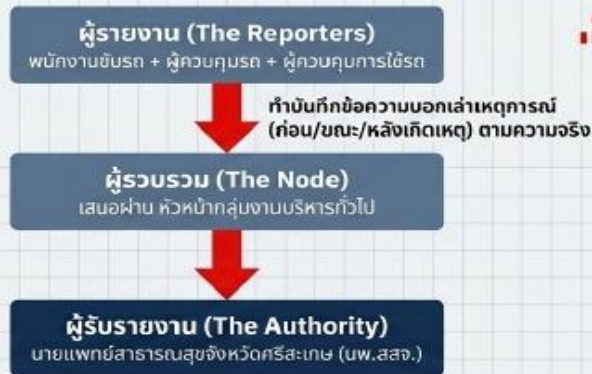 ผู้รายงาน (The Reporters)
พนักงานขับรถ + ผู้ควบคุมรถ + ผู้ควบคุมการใช้รถ
ทำบันทึกข้อความบอกเล่าเหตุการณ์
(ก่อน/ขณะ/หลังเกิดเหตุ) ตามความจริง
ผู้รวบรวม (The Node)
เสนอผ่าน หัวหน้ากลุ่มงานบริหารทั่วไป
ผู้รับรายงาน (The Authority)
นายแพทย์สาธารณสุขจังหวัดศรีสะเกษ (นพ.สสจ.)